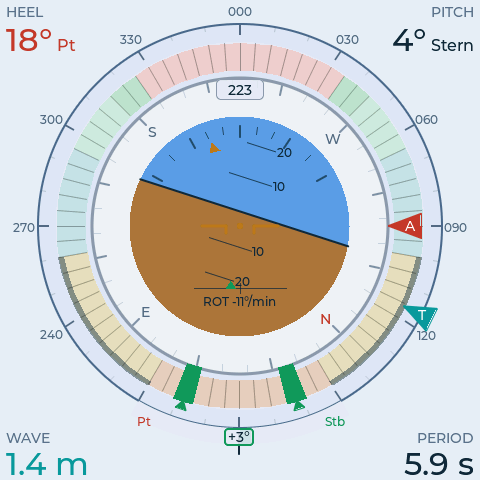 HEEL
18° Pt
PITCH
4° Stern
000
330
030
223
300
060
S
W
20
10
270
A
090
10
20
ROT -11°/min
T
240
120
E
N
Pt
Stb
+3°
WAVE
1.4 m
PERIOD
5.9 s